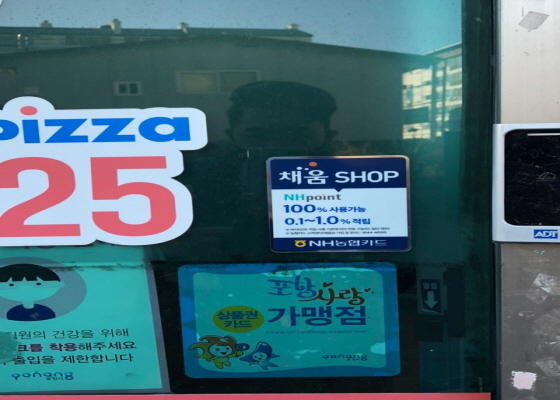 pizza
25
채움 SHOP
NHpoint
100% 사용가능
0.1~1.0% 적립
NH농협카드
ADT
포항사랑
상품권
카드
가맹점
직원의 건강을 위해
크를 착용해주세요
출입을 제한합니다